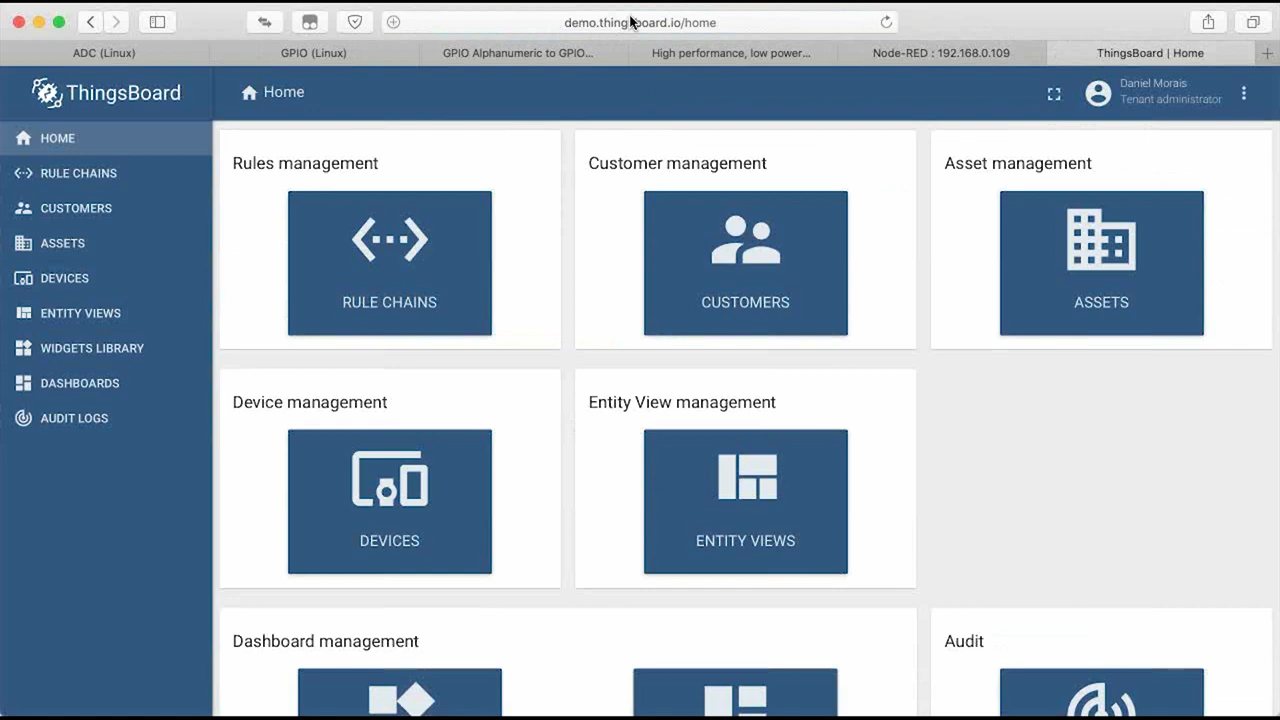 demo.thingsboard.io/home
ADC (Linux)
GPIO (Linux)
GPIO Alphanumeric to GPIO...
High performance, low power...
Node-RED : 192.168.0.109
ThingsBoard | Home
ThingsBoard
Home
Daniel Morais
Tenant administrator
HOME
RULE CHAINS
CUSTOMERS
ASSETS
DEVICES
ENTITY VIEWS
WIDGETS LIBRARY
DASHBOARDS
AUDIT LOGS
Rules management
Customer management
Asset management
RULE CHAINS
CUSTOMERS
ASSETS
Device management
Entity View management
DEVICES
ENTITY VIEWS
Dashboard management
Audit